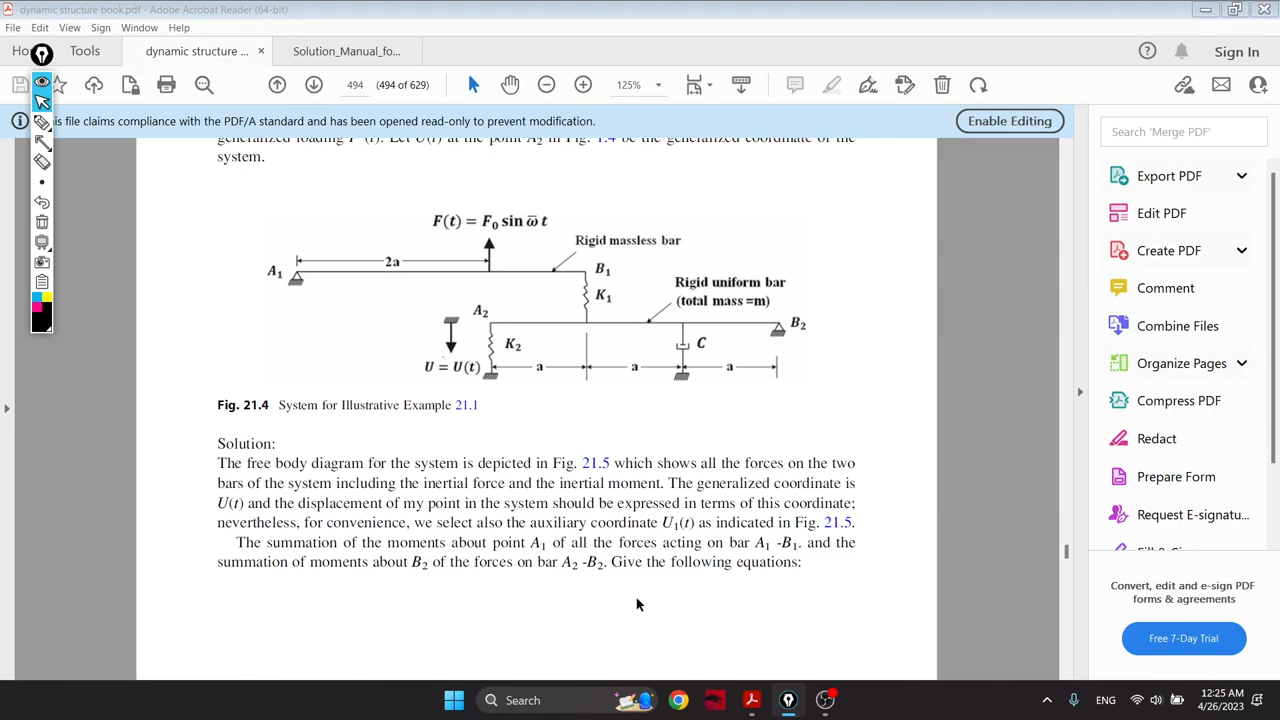 dynamic structure book.pdf - Adobe Acrobat Reader (64-bit)
File Edit View Sign Window Help
Ho Tools dynamic structure ... × Solution_Manual_fo... Sign In
494 (494 of 629) 125%
is file claims compliance with the PDF/A standard and has been opened read-only to prevent modification. Enable Editing
generalized loading F (t). Let U(t) at the point A₂ in Fig. 1.4 be the generalized coordinate of the
system.
F(t) = F₀ sin ω̅ t
Rigid massless bar
A₁ 2a B₁
K₁
Rigid uniform bar
(total mass =m)
A₂ B₂
K₂ C
U = U(t) a a a
Fig. 21.4 System for Illustrative Example 21.1
Solution:
The free body diagram for the system is depicted in Fig. 21.5 which shows all the forces on the two
bars of the system including the inertial force and the inertial moment. The generalized coordinate is
U(t) and the displacement of my point in the system should be expressed in terms of this coordinate;
nevertheless, for convenience, we select also the auxiliary coordinate U₁(t) as indicated in Fig. 21.5.
The summation of the moments about point A₁ of all the forces acting on bar A₁ -B₁. and the
summation of moments about B₂ of the forces on bar A₂ -B₂. Give the following equations:
Search 'Merge PDF'
Export PDF
Edit PDF
Create PDF
Comment
Combine Files
Organize Pages
Compress PDF
Redact
Prepare Form
Request E-signatu...
Convert, edit and e-sign PDF
forms & agreements
Free 7-Day Trial
Search
ENG
12:25 AM
4/26/2023